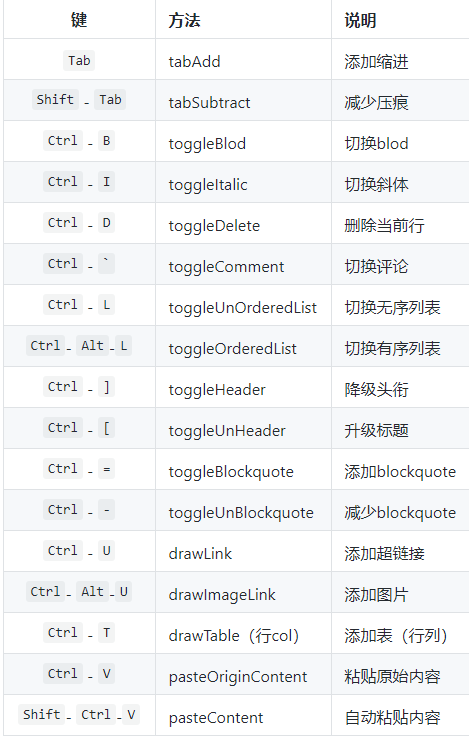 键 方法 说明
Tab tabAdd 添加缩进
Shift - Tab tabSubtract 减少压痕
Ctrl - B toggleBlod 切换blod
Ctrl - I toggleItalic 切换斜体
Ctrl - D toggleDelete 删除当前行
Ctrl - ` toggleComment 切换评论
Ctrl - L toggleUnOrderedList 切换无序列表
Ctrl - Alt - L toggleOrderedList 切换有序列表
Ctrl - ] toggleHeader 降级头衔
Ctrl - [ toggleUnHeader 升级标题
Ctrl - = toggleBlockquote 添加blockquote
Ctrl - - toggleUnBlockquote 减少blockquote
Ctrl - U drawLink 添加超链接
Ctrl - Alt - U drawImageLink 添加图片
Ctrl - T drawTable（行col） 添加表（行列）
Ctrl - V pasteOriginContent 粘贴原始内容
Shift - Ctrl - V pasteContent 自动粘贴内容